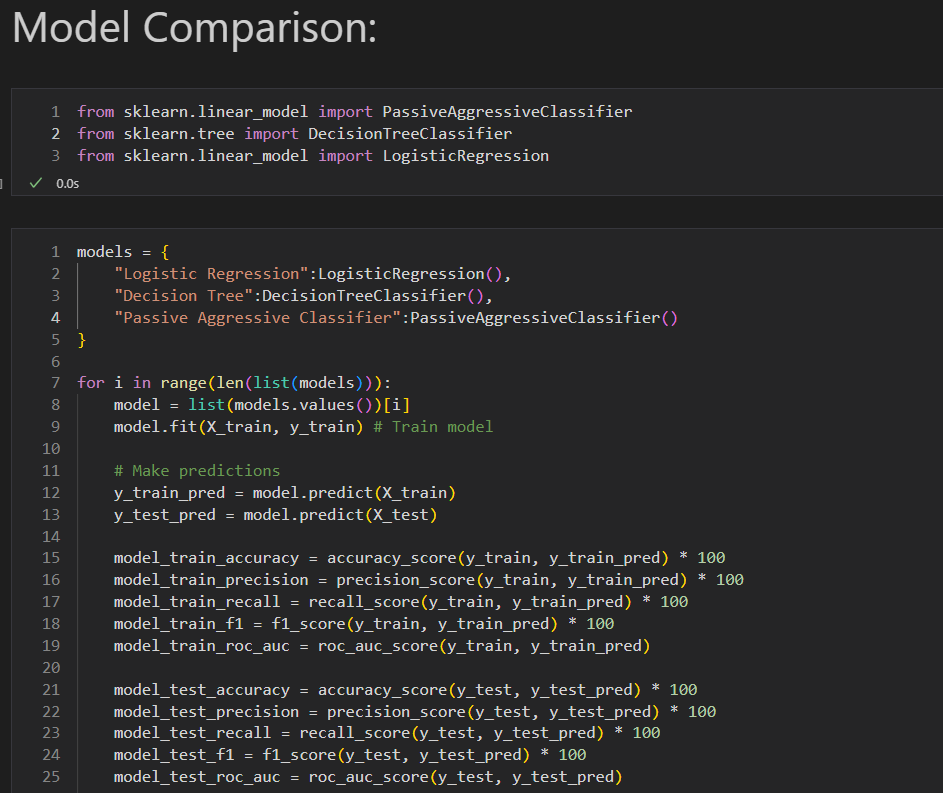 Model Comparison:
1 from sklearn.linear_model import PassiveAggressiveClassifier
2 from sklearn.tree import DecisionTreeClassifier
3 from sklearn.linear_model import LogisticRegression
] ✓ 0.0s
1 models = {
2     "Logistic Regression":LogisticRegression(),
3     "Decision Tree":DecisionTreeClassifier(),
4     "Passive Aggressive Classifier":PassiveAggressiveClassifier()
5 }
6
7 for i in range(len(list(models))):
8     model = list(models.values())[i]
9     model.fit(X_train, y_train) # Train model
10
11     # Make predictions
12     y_train_pred = model.predict(X_train)
13     y_test_pred = model.predict(X_test)
14
15     model_train_accuracy = accuracy_score(y_train, y_train_pred) * 100
16     model_train_precision = precision_score(y_train, y_train_pred) * 100
17     model_train_recall = recall_score(y_train, y_train_pred) * 100
18     model_train_f1 = f1_score(y_train, y_train_pred) * 100
19     model_train_roc_auc = roc_auc_score(y_train, y_train_pred)
20
21     model_test_accuracy = accuracy_score(y_test, y_test_pred) * 100
22     model_test_precision = precision_score(y_test, y_test_pred) * 100
23     model_test_recall = recall_score(y_test, y_test_pred) * 100
24     model_test_f1 = f1_score(y_test, y_test_pred) * 100
25     model_test_roc_auc = roc_auc_score(y_test, y_test_pred)